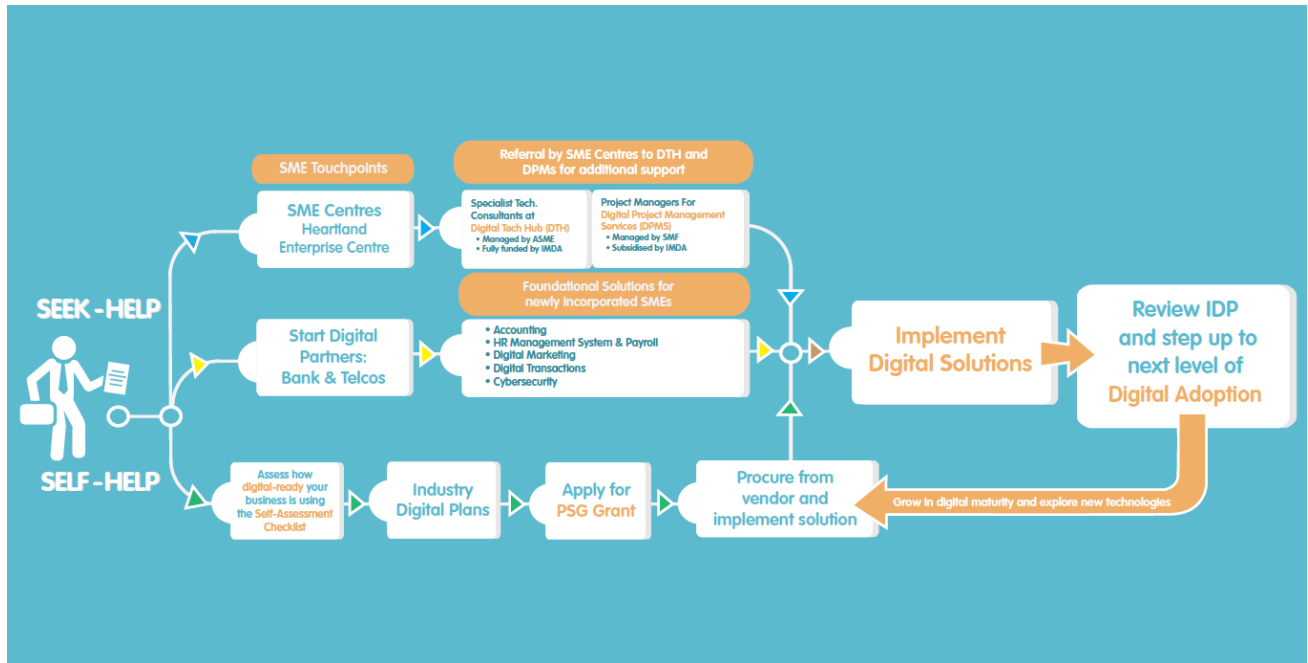 SME Touchpoints
Referral by SME Centres to DTH and
DPMs for additional support
SME Centres
Heartland
Enterprise Centre
Specialist Tech.
Consultants at
Digital Tech Hub (DTH)
• Managed by ASME
• Fully funded by IMDA
Project Managers For
Digital Project Management
Services (DPMS)
• Managed by SMF
• Subsidised by IMDA
SEEK-HELP
Foundational Solutions for
newly incorporated SMEs
Start Digital
Partners:
Bank & Telcos
• Accounting
• HR Management System & Payroll
• Digital Marketing
• Digital Transactions
• Cybersecurity
Implement
Digital Solutions
Review IDP
and step up to
next level of
Digital Adoption
SELF-HELP
Assess how
digital-ready your
business is using
the Self-Assessment
Checklist
Industry
Digital Plans
Apply for
PSG Grant
Procure from
vendor and
implement solution
Grow in digital maturity and explore new technologies